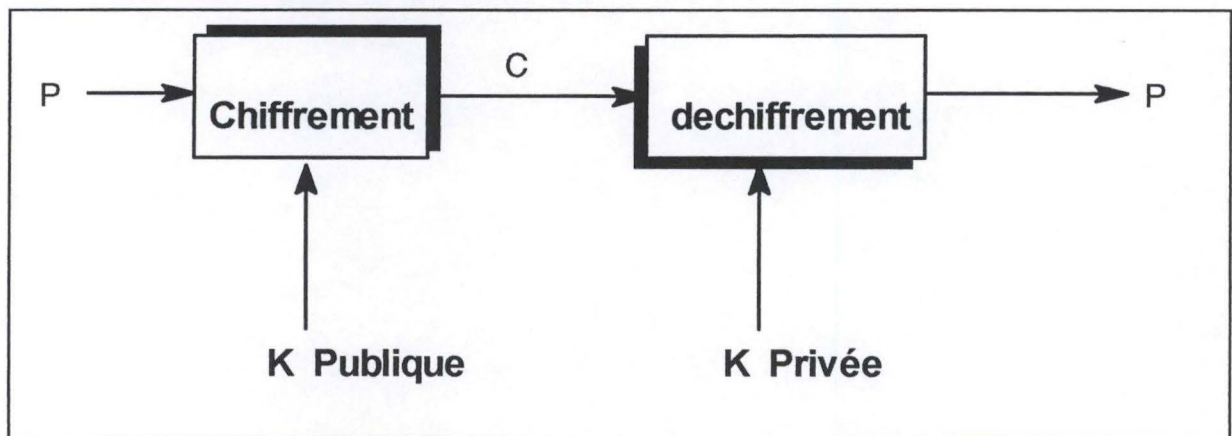 P
Chiffrement
C
dechiffrement
P
K Publique
K Privée